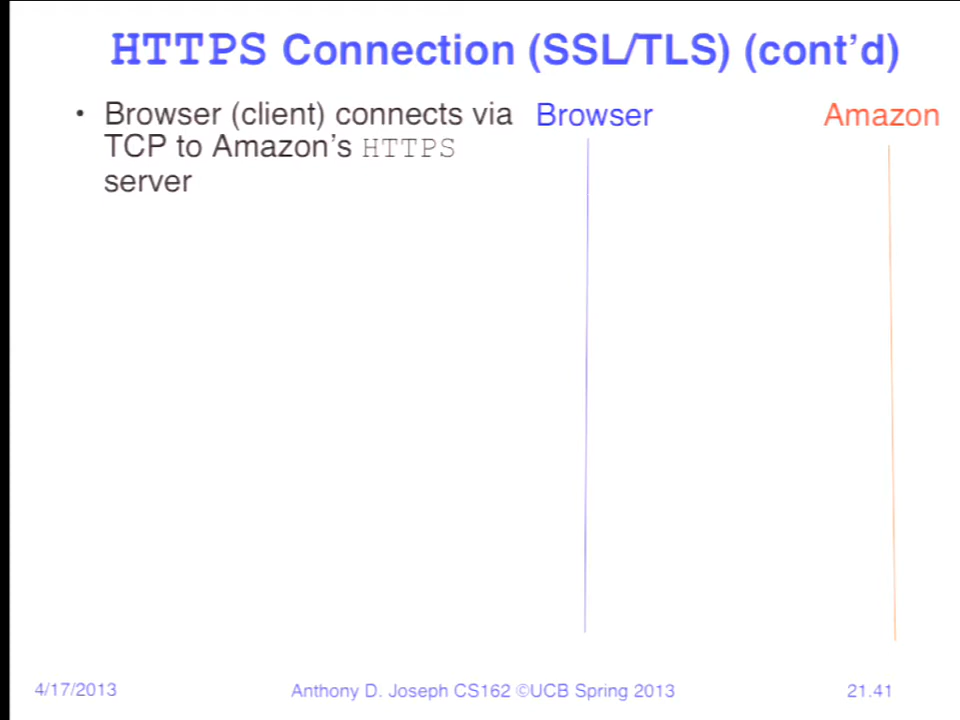 HTTPS Connection (SSL/TLS) (cont'd)
• Browser (client) connects via
TCP to Amazon's HTTPS
server
Browser
Amazon
4/17/2013
Anthony D. Joseph CS162 ©UCB Spring 2013
21.41